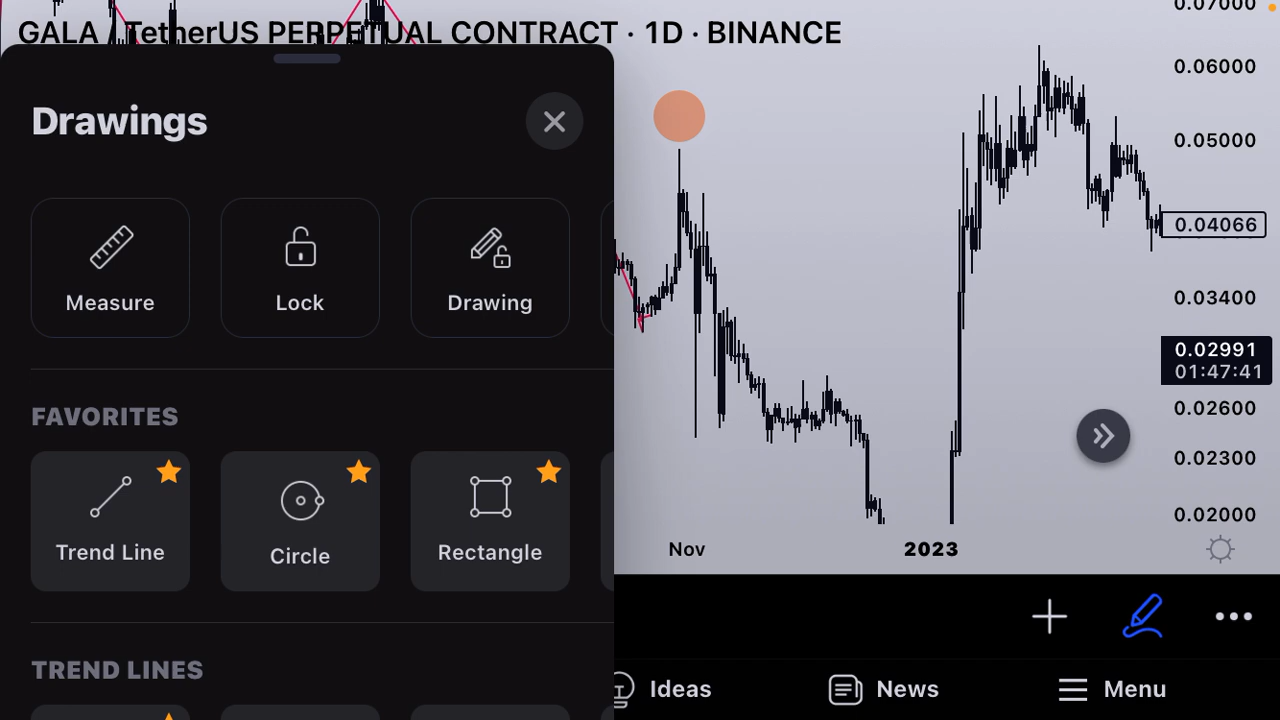 GALA / TetherUS PERPETUAL CONTRACT · 1D · BINANCE
Drawings
Measure
Lock
Drawing
FAVORITES
Trend Line
Circle
Rectangle
TREND LINES
0.07000
0.06000
0.05000
0.04066
0.03400
0.02991
01:47:41
0.02600
0.02300
0.02000
Nov
2023
Ideas
News
Menu